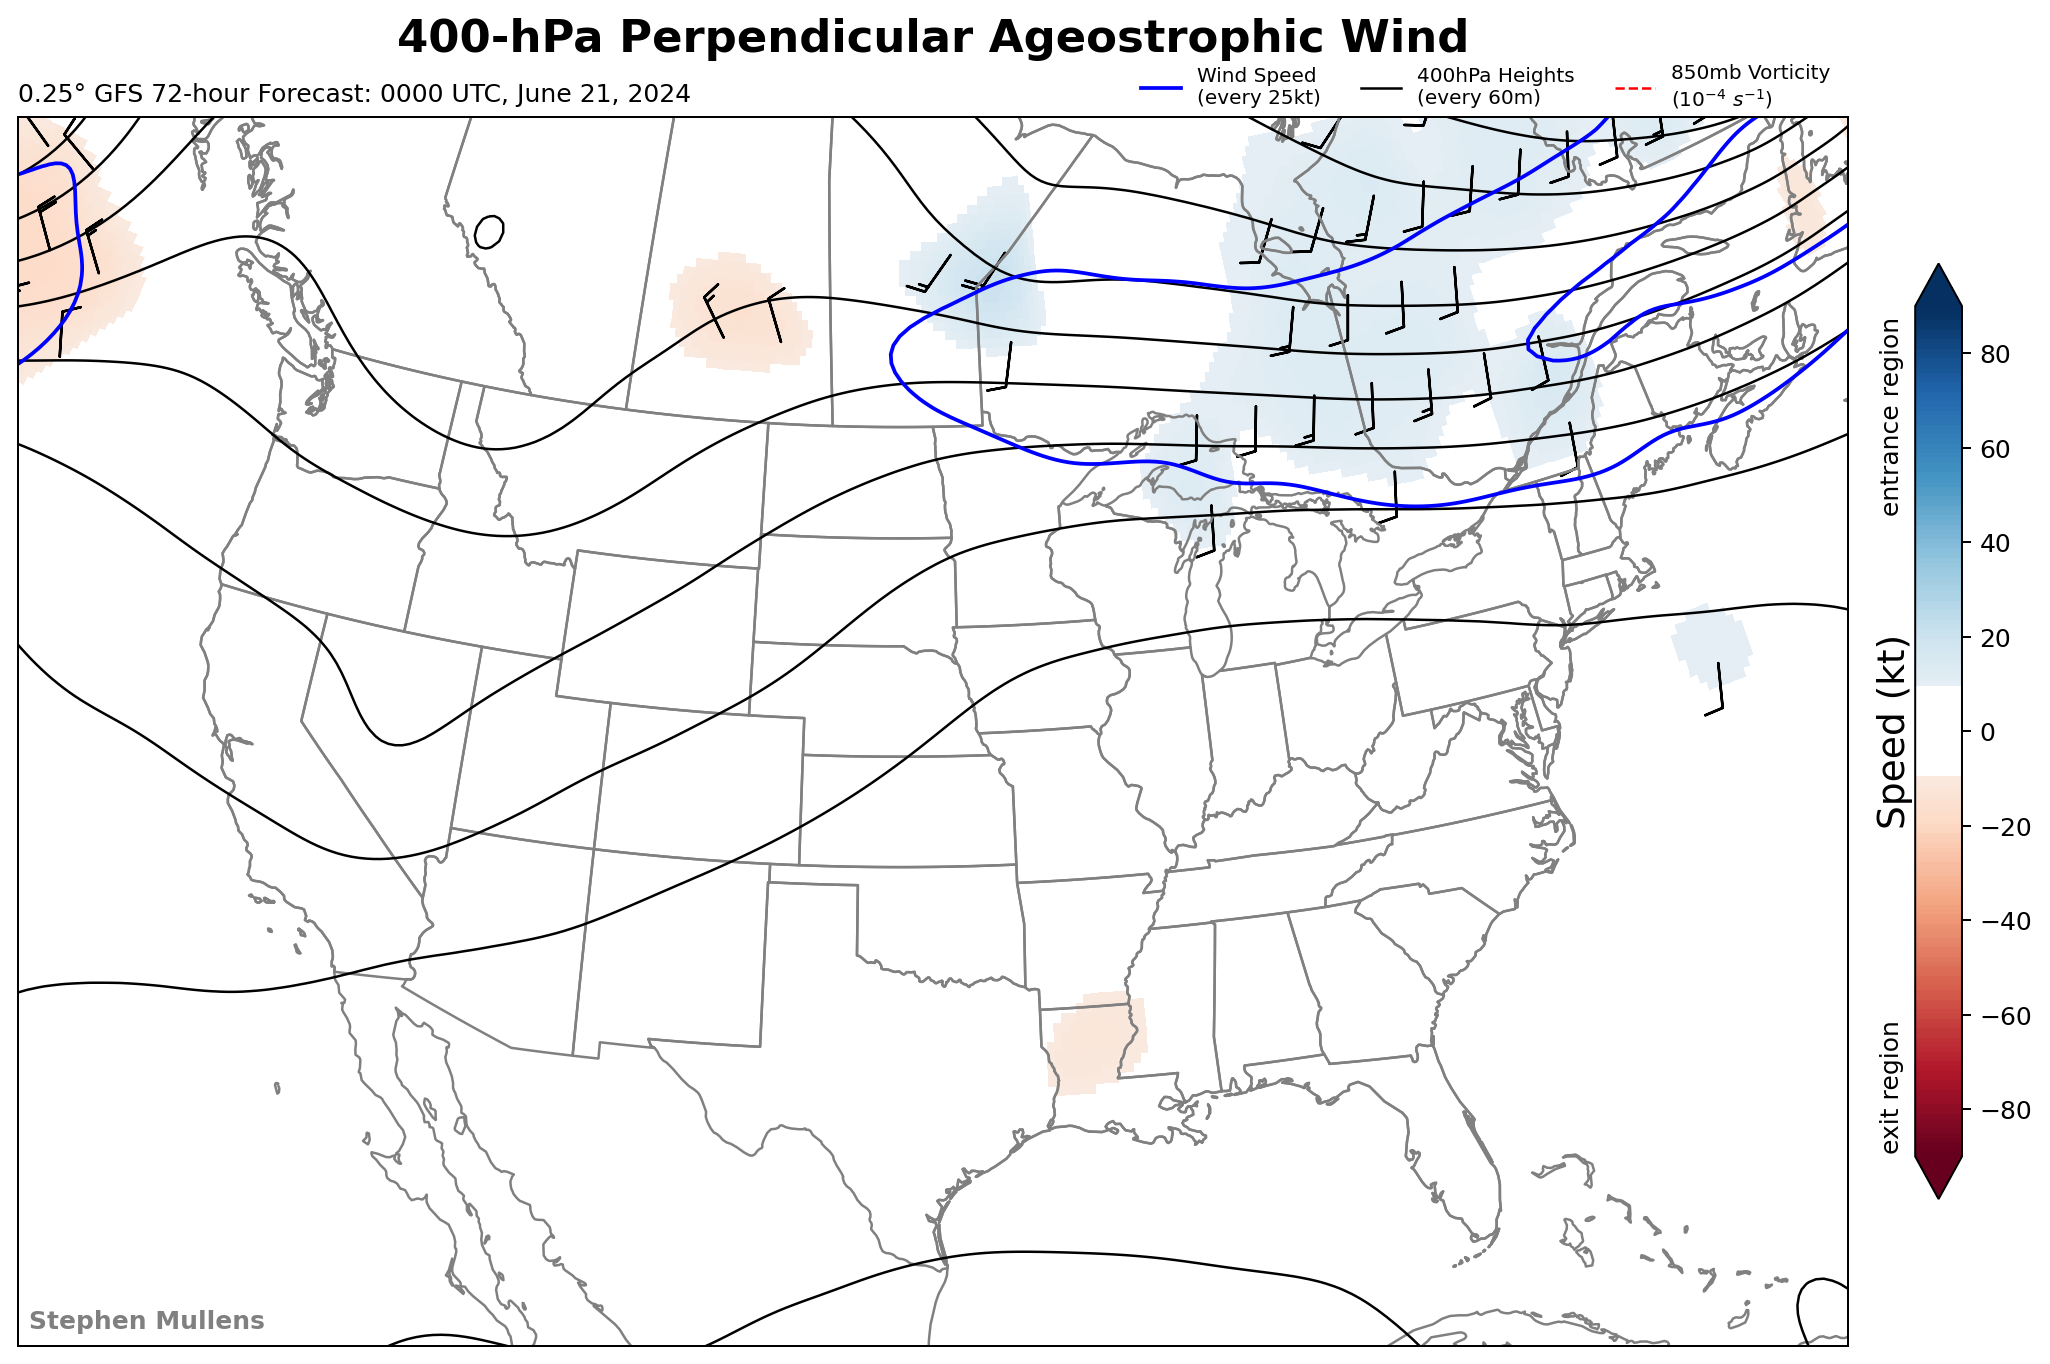 400-hPa Perpendicular Ageostrophic Wind
0.25° GFS 72-hour Forecast: 0000 UTC, June 21, 2024
Wind Speed
(every 25kt)
400hPa Heights
(every 60m)
850mb Vorticity
(10⁻⁴ s⁻¹)
entrance region
Speed (kt)
exit region
80
60
40
20
0
−20
−40
−60
−80
Stephen Mullens